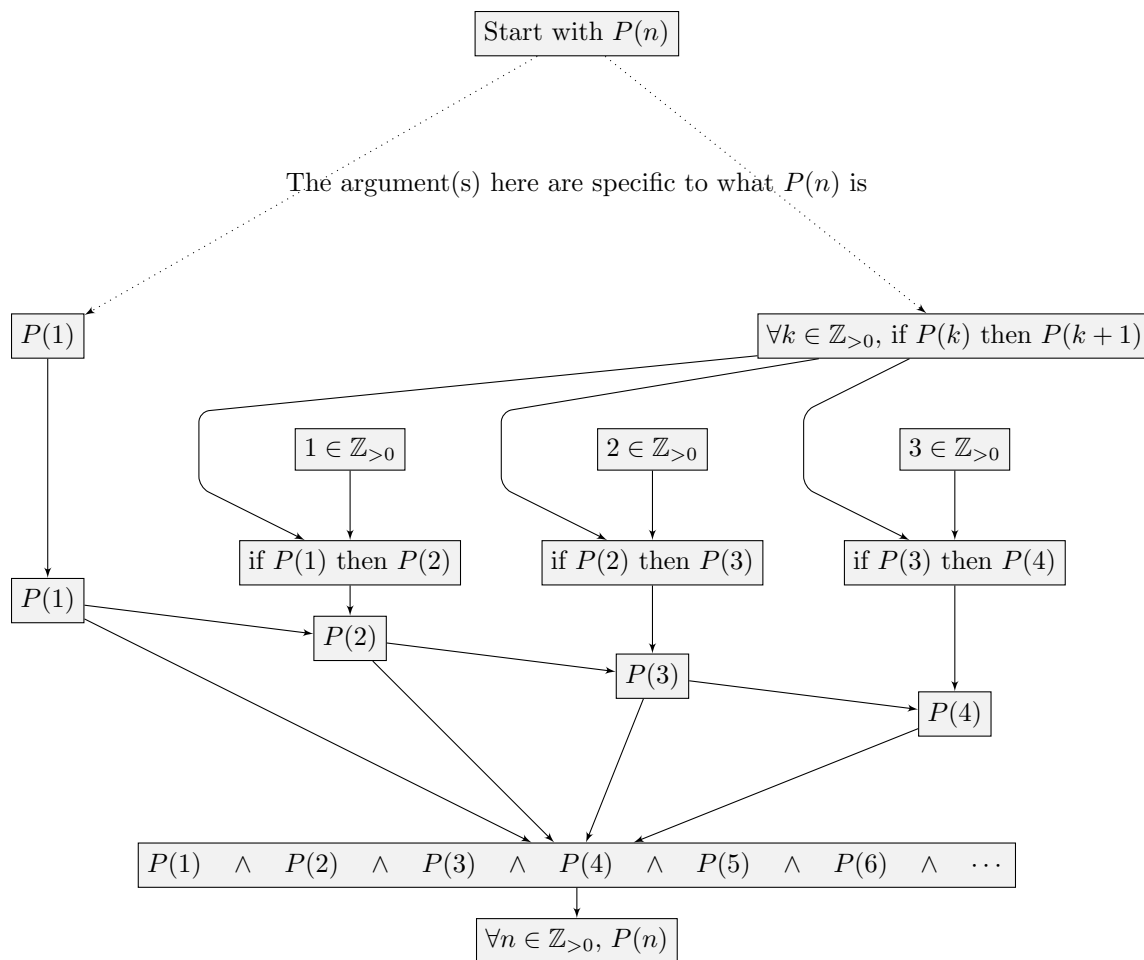 Start with P(n)
The argument(s) here are specific to what P(n) is
P(1)
∀k ∈ ℤ>0, if P(k) then P(k + 1)
1 ∈ ℤ>0
2 ∈ ℤ>0
3 ∈ ℤ>0
if P(1) then P(2)
if P(2) then P(3)
if P(3) then P(4)
P(1)
P(2)
P(3)
P(4)
P(1) ∧ P(2) ∧ P(3) ∧ P(4) ∧ P(5) ∧ P(6) ∧ ⋯
∀n ∈ ℤ>0, P(n)